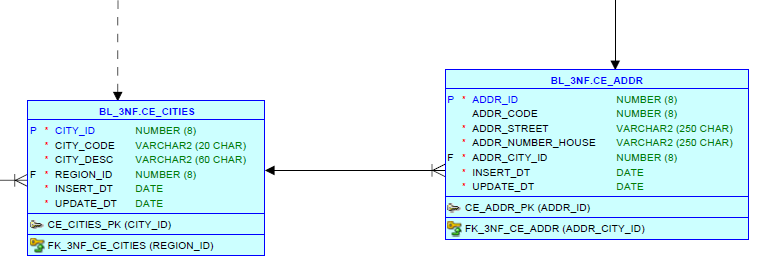 BL_3NF.CE_CITIES
P * CITY_ID NUMBER (8)
* CITY_CODE VARCHAR2 (20 CHAR)
* CITY_DESC VARCHAR2 (60 CHAR)
F * REGION_ID NUMBER (8)
* INSERT_DT DATE
* UPDATE_DT DATE
CE_CITIES_PK (CITY_ID)
FK_3NF_CE_CITIES (REGION_ID)
BL_3NF.CE_ADDR
P * ADDR_ID NUMBER (8)
ADDR_CODE NUMBER (8)
* ADDR_STREET VARCHAR2 (250 CHAR)
* ADDR_NUMBER_HOUSE VARCHAR2 (250 CHAR)
F * ADDR_CITY_ID NUMBER (8)
* INSERT_DT DATE
* UPDATE_DT DATE
CE_ADDR_PK (ADDR_ID)
FK_3NF_CE_ADDR (ADDR_CITY_ID)